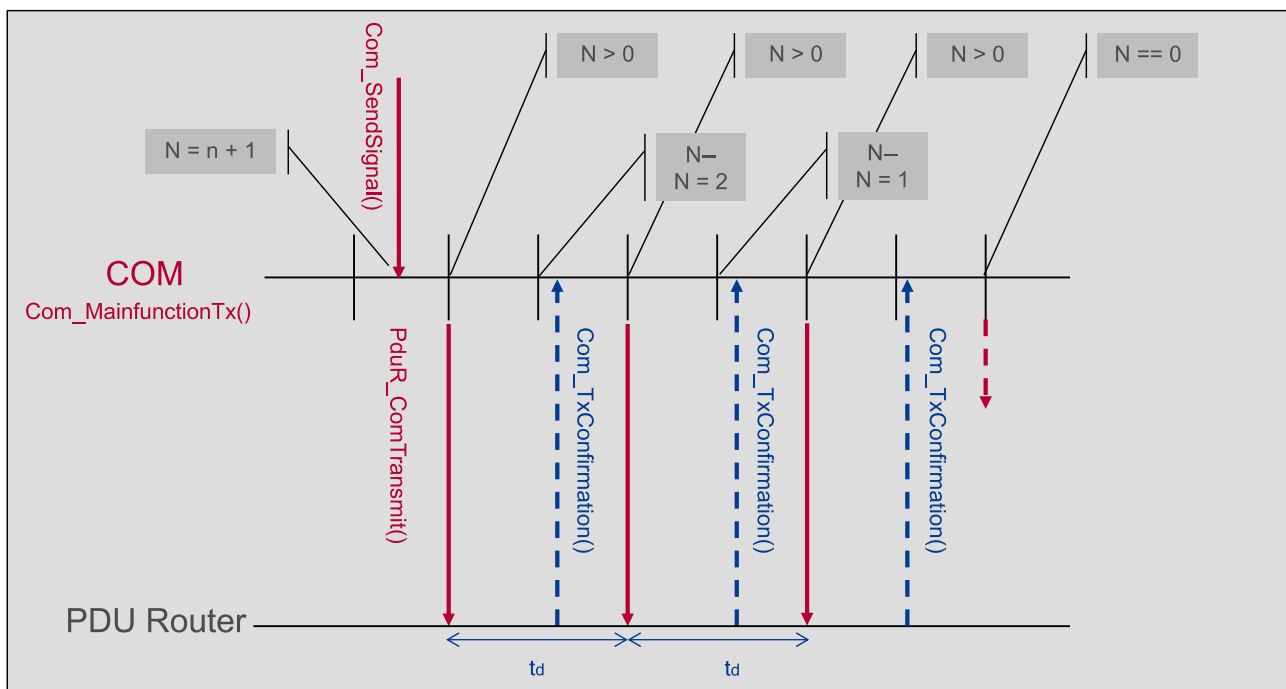 Com_SendSignal()
N > 0
N > 0
N > 0
N == 0
N = n + 1
N–
N = 2
N–
N = 1
COM
Com_MainfunctionTx()
PduR_ComTransmit()
Com_TxConfirmation()
Com_TxConfirmation()
Com_TxConfirmation()
PDU Router
td
td